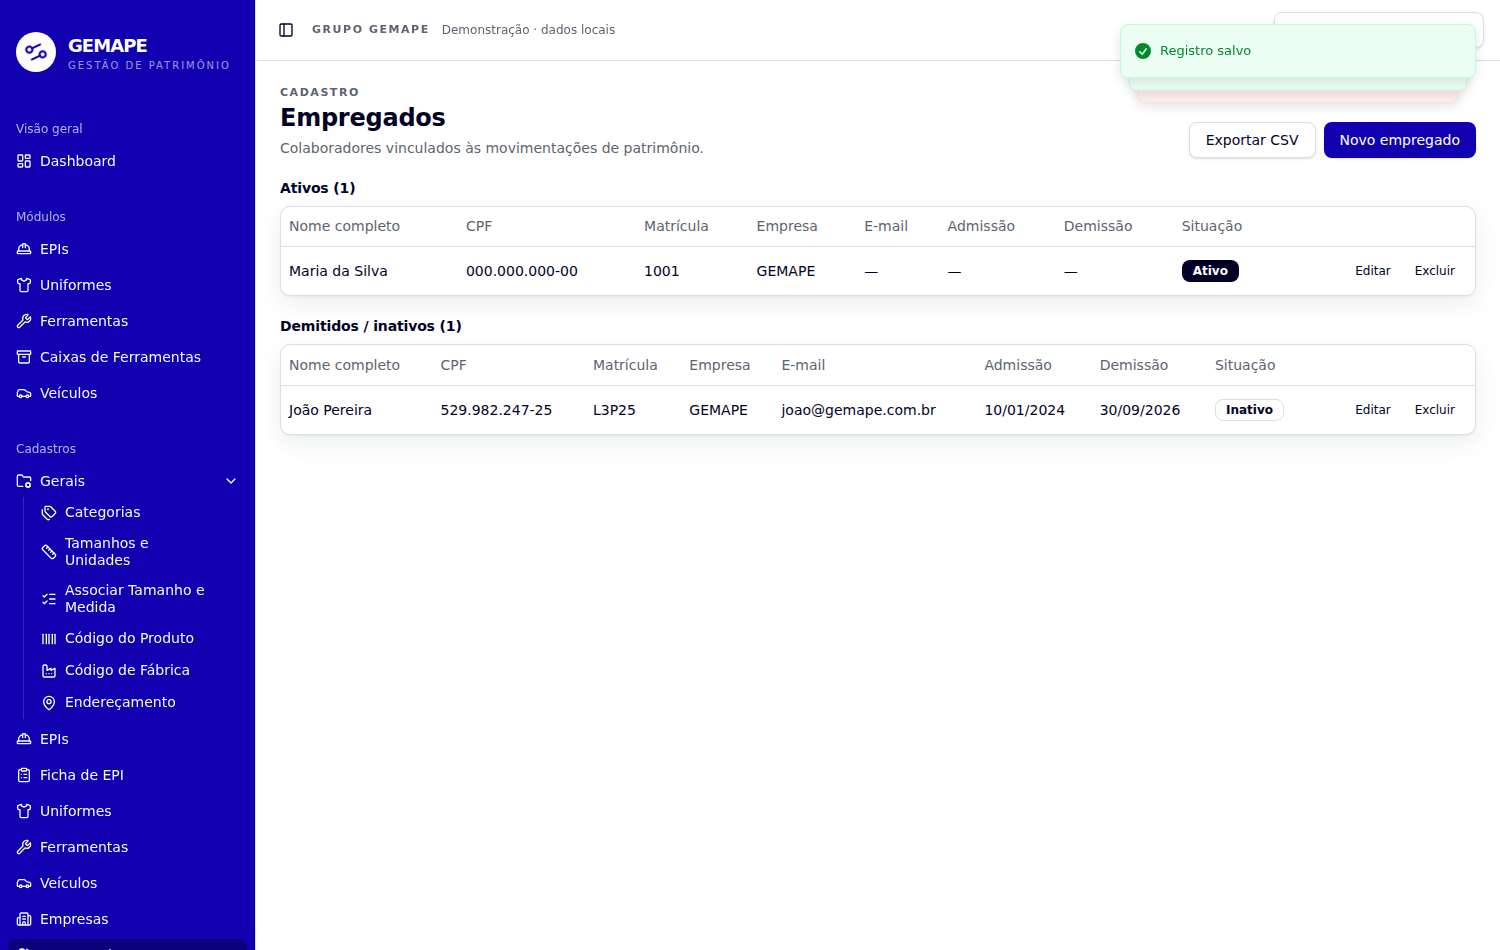 GEMAPE
GESTÃO DE PATRIMÔNIO
Visão geral
Dashboard
Módulos
EPIs
Uniformes
Ferramentas
Caixas de Ferramentas
Veículos
Cadastros
Gerais
Categorias
Tamanhos e
Unidades
Associar Tamanho e
Medida
Código do Produto
Código de Fábrica
Endereçamento
EPIs
Ficha de EPI
Uniformes
Ferramentas
Veículos
Empresas
GRUPO GEMAPE Demonstração · dados locais
Registro salvo
CADASTRO
Empregados
Colaboradores vinculados às movimentações de patrimônio.
Exportar CSV Novo empregado
Ativos (1)
Nome completo CPF Matrícula Empresa E-mail Admissão Demissão Situação
Maria da Silva 000.000.000-00 1001 GEMAPE — — — Ativo Editar Excluir
Demitidos / inativos (1)
Nome completo CPF Matrícula Empresa E-mail Admissão Demissão Situação
João Pereira 529.982.247-25 L3P25 GEMAPE joao@gemape.com.br 10/01/2024 30/09/2026 Inativo Editar Excluir